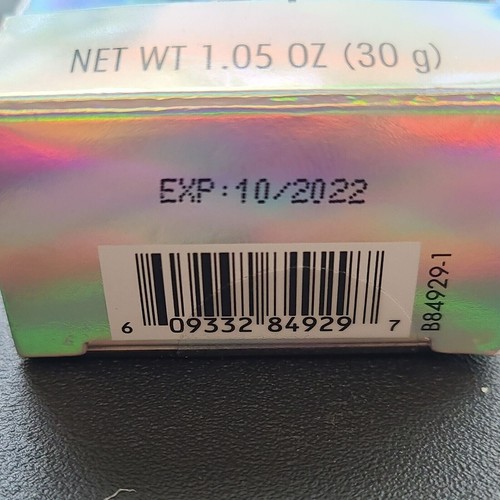 NET WT 1.05 OZ (30 g)
EXP:10/2022
6 09332 84929 7
B84929-1